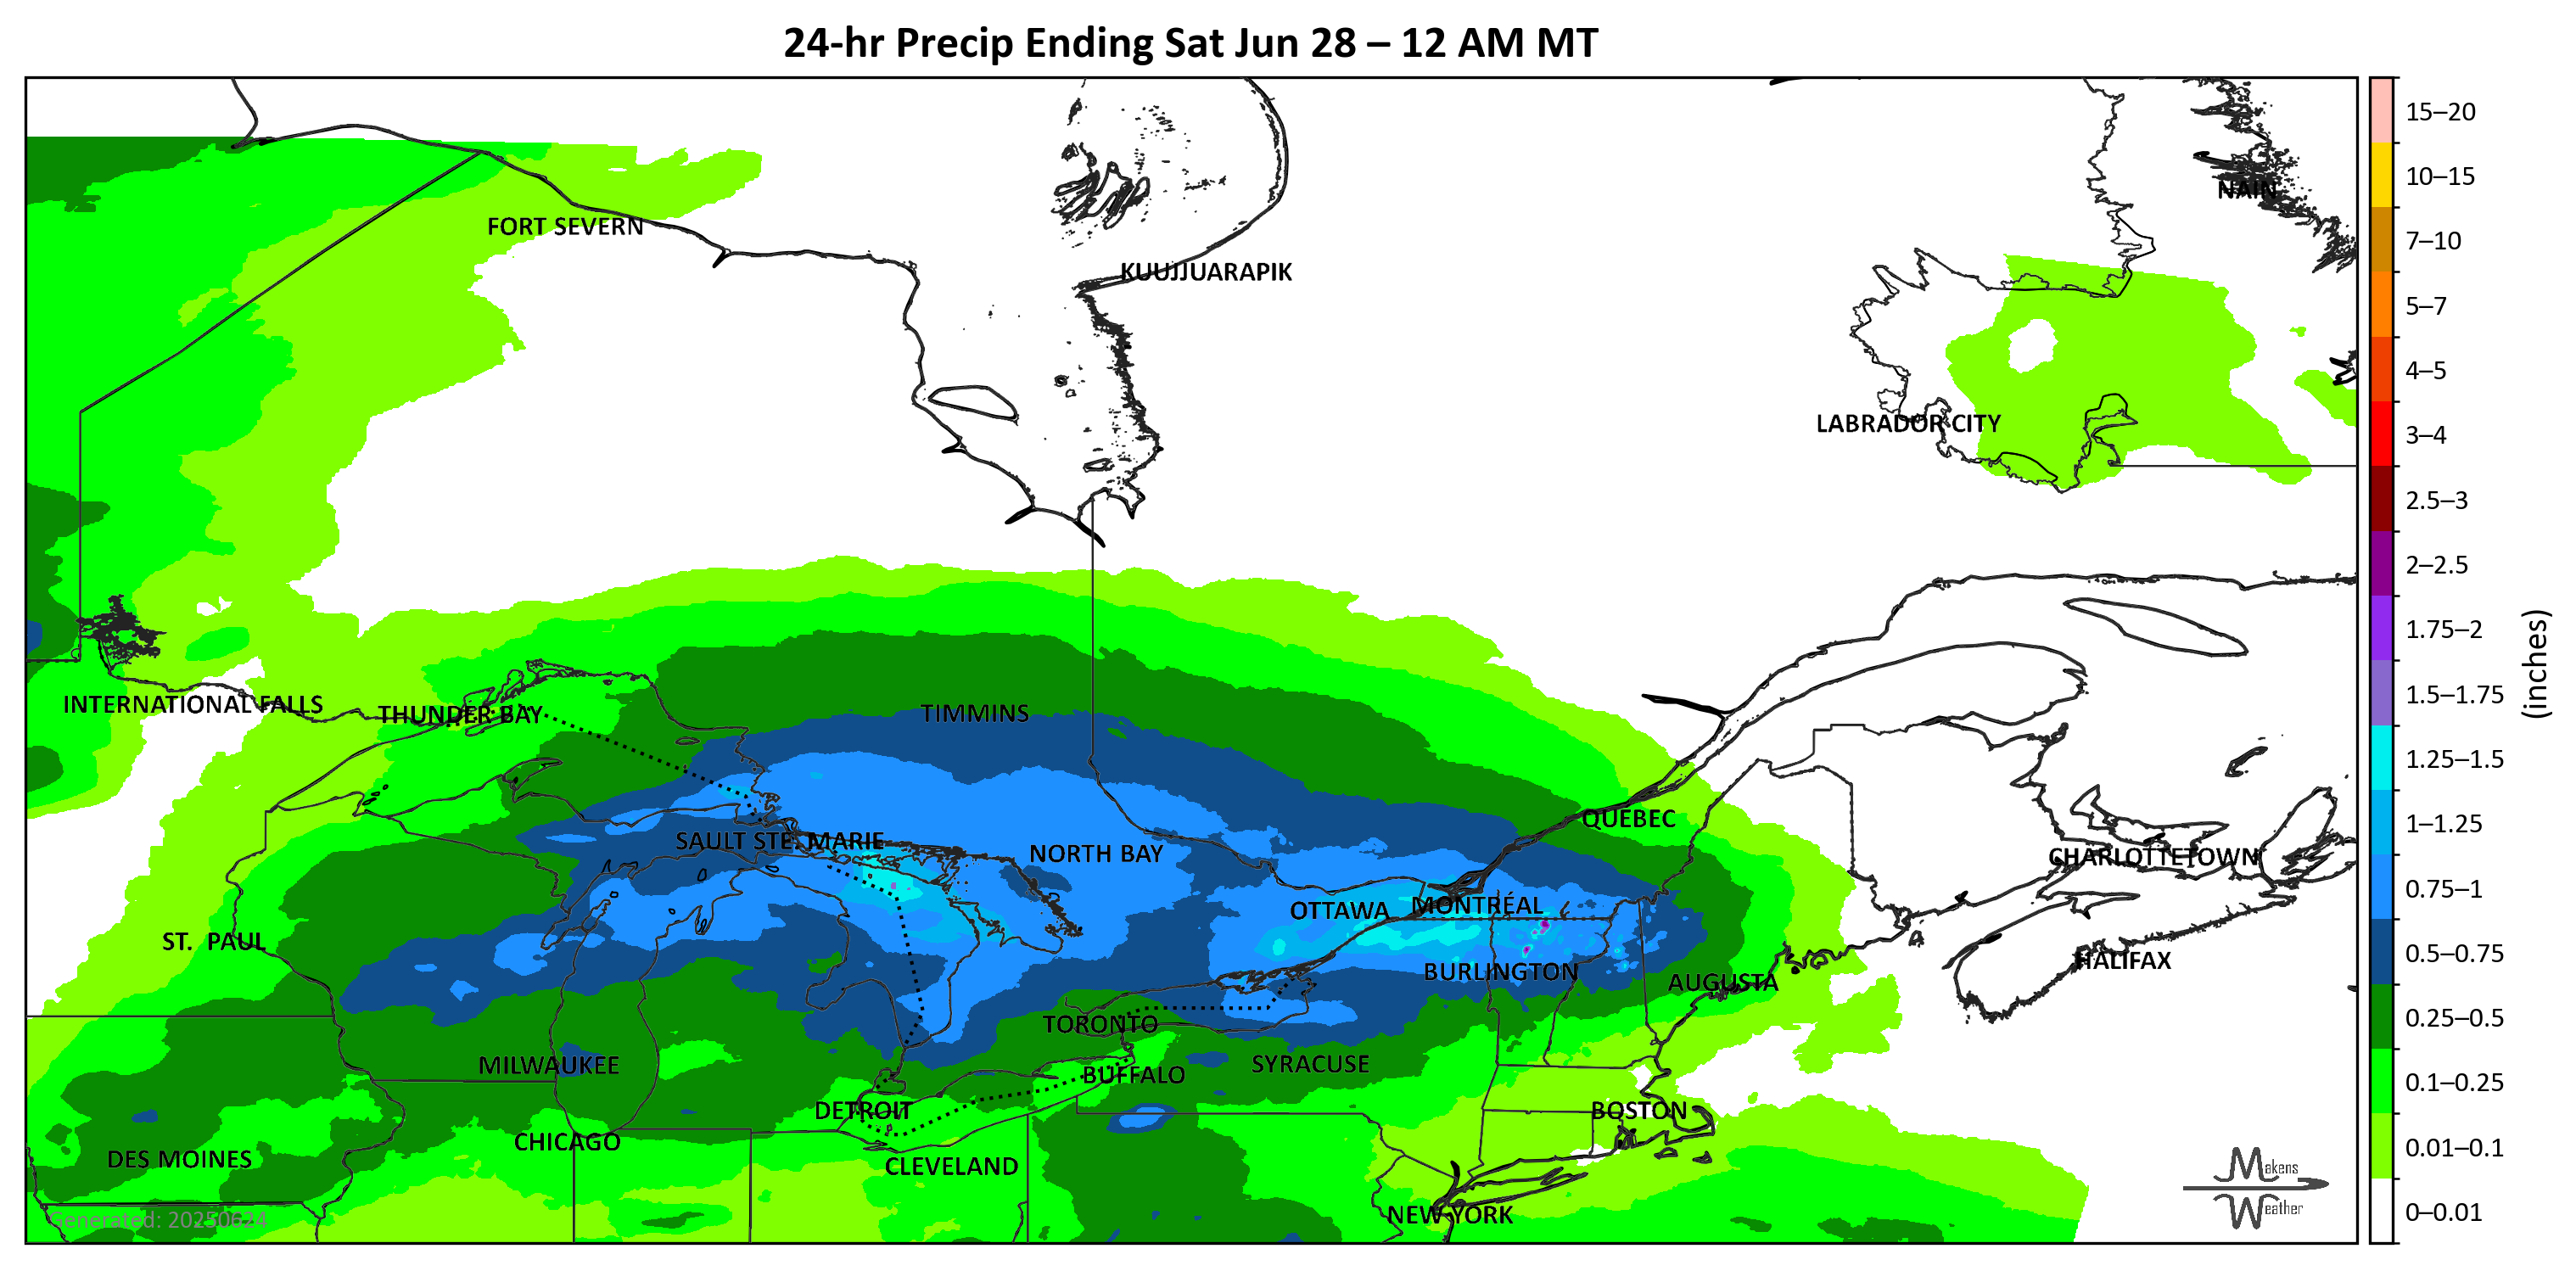 24-hr Precip Ending Sat Jun 28 – 12 AM MT
15–20
10–15
7–10
5–7
4–5
3–4
2.5–3
2–2.5
1.75–2
1.5–1.75
1.25–1.5
1–1.25
0.75–1
0.5–0.75
0.25–0.5
0.1–0.25
0.01–0.1
0–0.01
(inches)
NAIN
FORT SEVERN
KUUJJUARAPIK
LABRADOR CITY
INTERNATIONAL FALLS
THUNDER BAY
TIMMINS
SAULT STE. MARIE
NORTH BAY
QUEBEC
CHARLOTTETOWN
ST. PAUL
OTTAWA
MONTRÉAL
HALIFAX
BURLINGTON
AUGUSTA
TORONTO
MILWAUKEE
SYRACUSE
BUFFALO
DETROIT
BOSTON
CHICAGO
DES MOINES
CLEVELAND
NEW YORK
Generated: 20250624
Makens
Weather